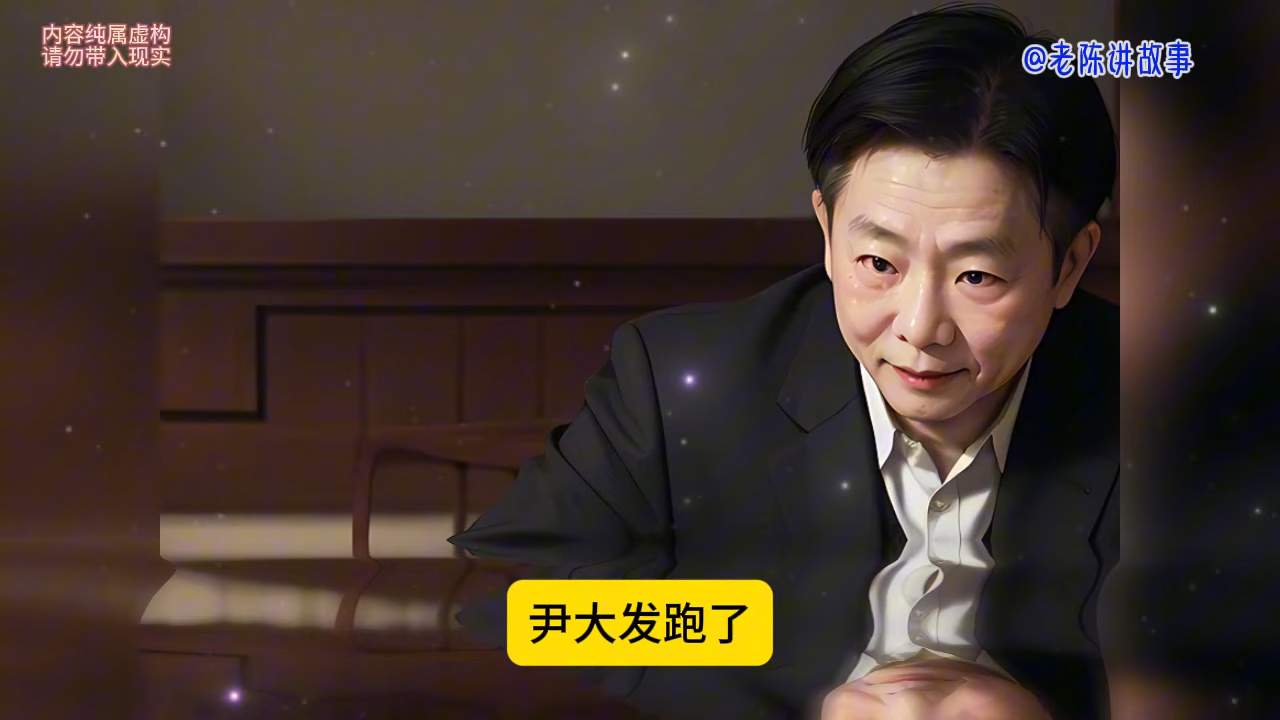 内容纯属虚构
请勿带入现实
@老陈讲故事
尹大发跑了